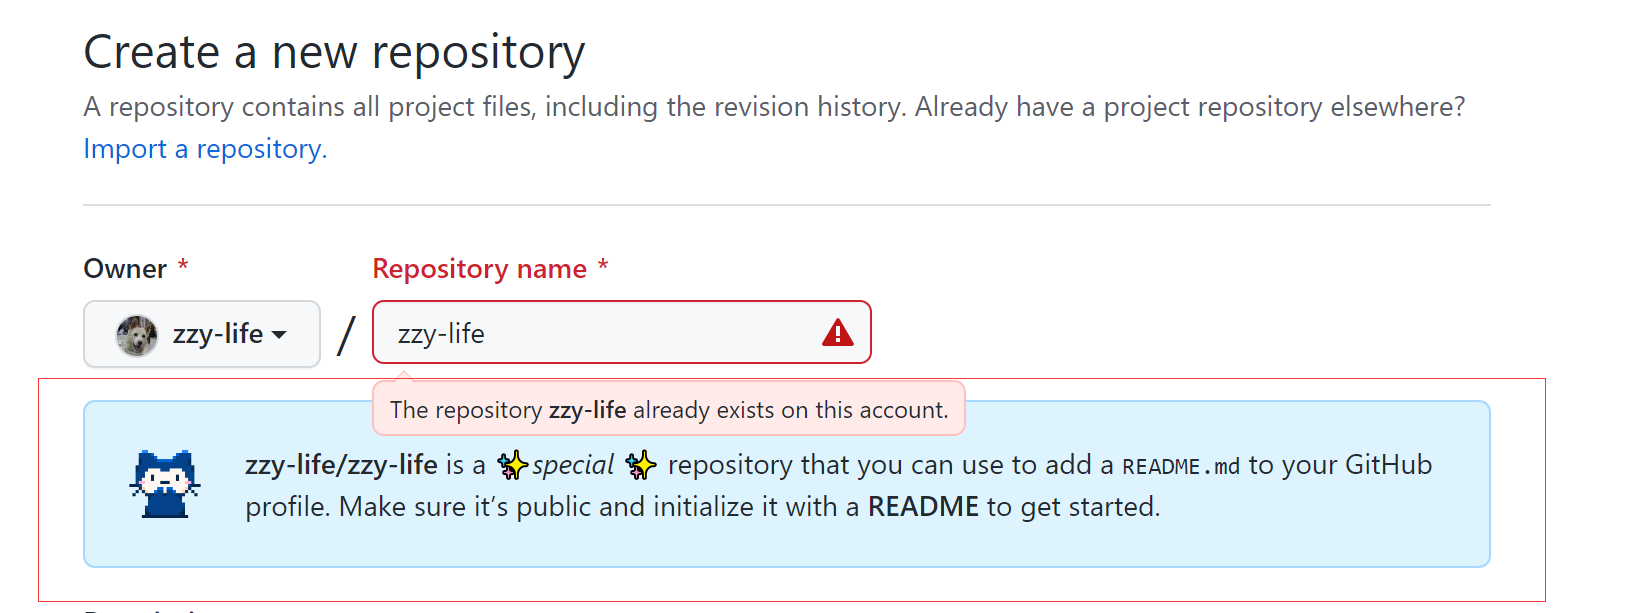 Create a new repository
A repository contains all project files, including the revision history. Already have a project repository elsewhere?
Import a repository.
Owner * Repository name *
zzy-life / zzy-life
The repository zzy-life already exists on this account.
zzy-life/zzy-life is a ✨special ✨ repository that you can use to add a README.md to your GitHub
profile. Make sure it’s public and initialize it with a README to get started.